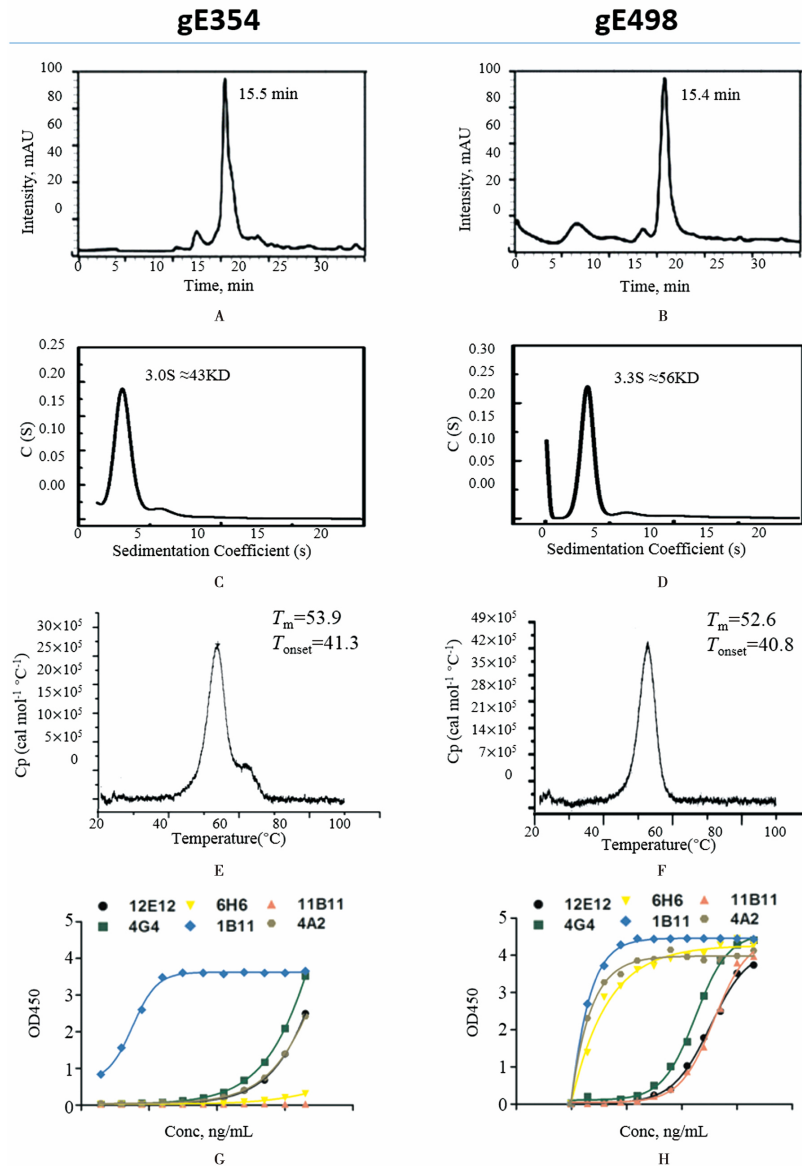 gE354
gE498
100
80
60
40
20
0
Intensity, mAU
15.5 min
0 5 10 15 20 30
Time, min
A
100
80
60
40
20
0
Intensity, mAU
15.4 min
0 5 10 15 20 20 30
Time, min
B
0.25
0.20
0.15
0.10
0.05
0.00
C (S)
3.0S ≈43KD
5 10 15 20
Sedimentation Coefficient (s)
C
0.30
0.25
0.20
0.10
0.05
0.00
C (S)
3.3S ≈56KD
0 5 10 15 20
Sedimentation Coefficient (s)
D
30×10⁵
25×10⁵
20×10⁵
15×10⁵
10×10⁵
5×10⁵
0
Cp (cal mol⁻¹ °C⁻¹)
Tm=53.9
Tonset=41.3
20 40 60 80 100
Temperature(°C)
E
49×10⁵
42×10⁵
35×10⁵
28×10⁵
21×10⁵
14×10⁵
7×10⁵
0
Cp (cal mol⁻¹ °C⁻¹)
Tm=52.6
Tonset=40.8
20 40 60 80 100
Temperature(°C)
F
12E12 6H6 11B11
4G4 1B11 4A2
5
4
3
2
1
0
OD450
Conc, ng/mL
G
12E12 6H6 11B11
4G4 1B11 4A2
5
4
3
2
1
0
OD450
Conc, ng/mL
H